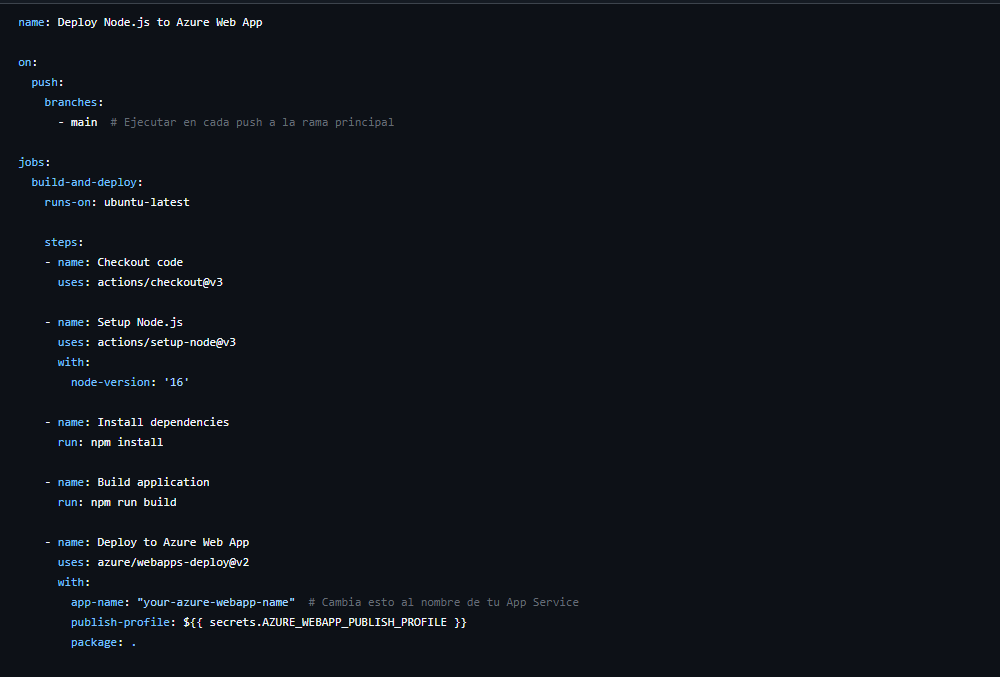 name: Deploy Node.js to Azure Web App
on:
push:
branches:
- main  # Ejecutar en cada push a la rama principal
jobs:
build-and-deploy:
runs-on: ubuntu-latest
steps:
- name: Checkout code
uses: actions/checkout@v3
- name: Setup Node.js
uses: actions/setup-node@v3
with:
node-version: '16'
- name: Install dependencies
run: npm install
- name: Build application
run: npm run build
- name: Deploy to Azure Web App
uses: azure/webapps-deploy@v2
with:
app-name: "your-azure-webapp-name"  # Cambia esto al nombre de tu App Service
publish-profile: ${{ secrets.AZURE_WEBAPP_PUBLISH_PROFILE }}
package: .